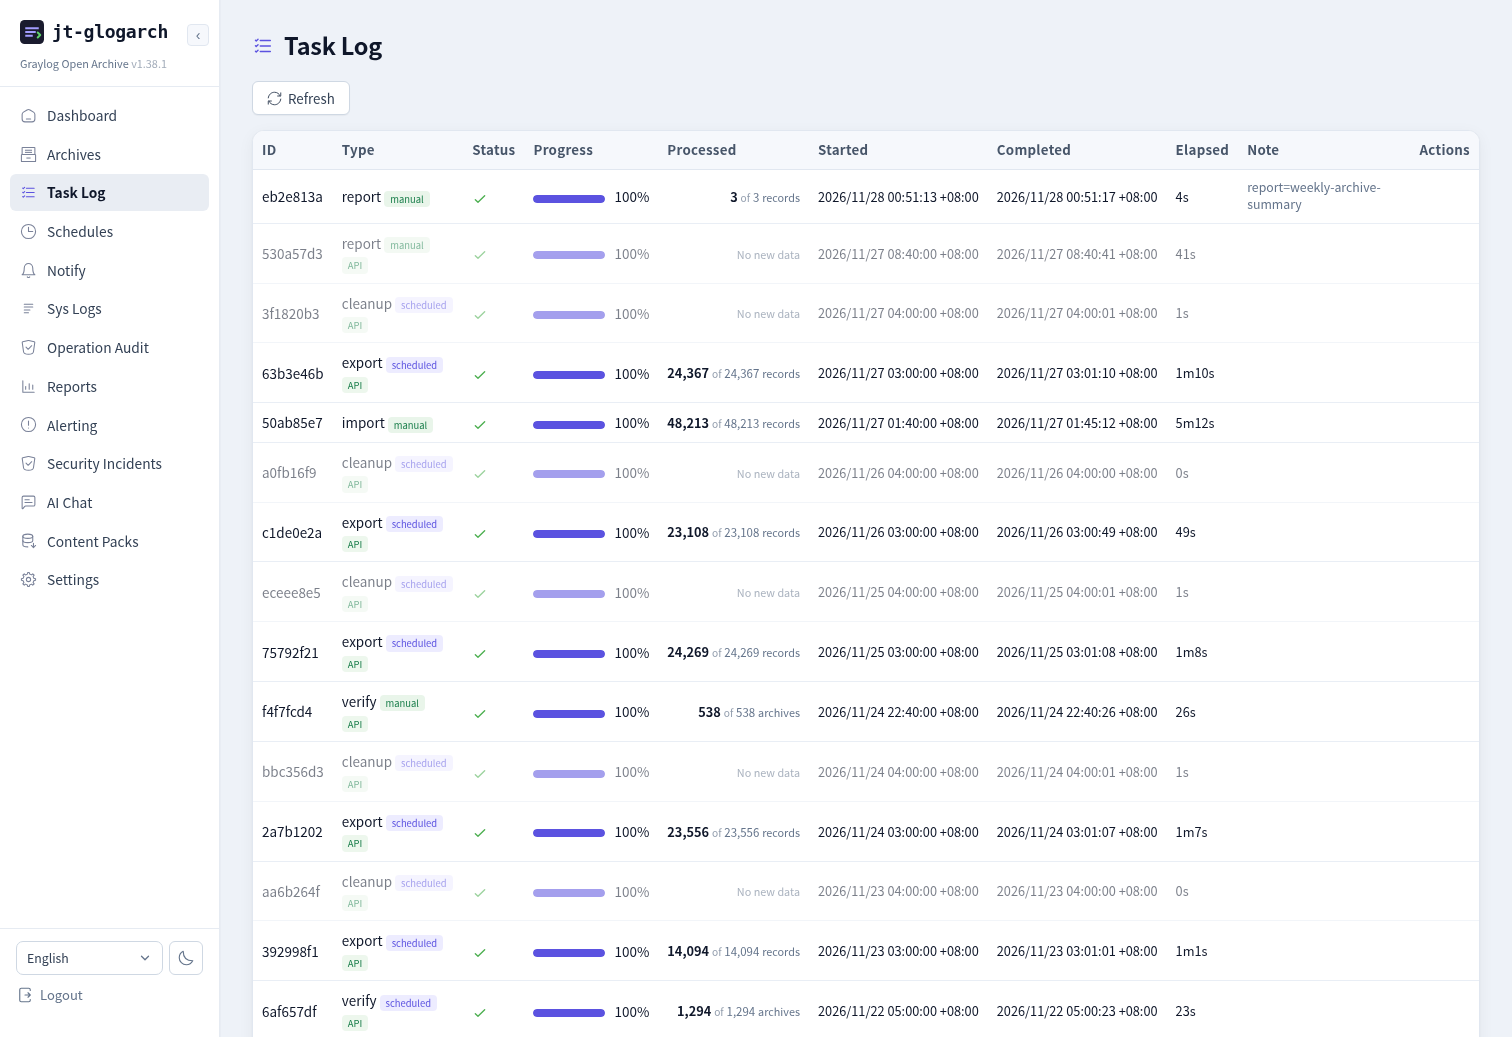 jt-glogarch
Graylog Open Archive v1.38.1
Dashboard
Archives
Task Log
Schedules
Notify
Sys Logs
Operation Audit
Reports
Alerting
Security Incidents
AI Chat
Content Packs
Settings
English
Logout
Task Log
Refresh
ID Type Status Progress Processed Started Completed Elapsed Note Actions
eb2e813a report manual 100% 3 of 3 records 2026/11/28 00:51:13 +08:00 2026/11/28 00:51:17 +08:00 4s report=weekly-archive-
summary
530a57d3 report manual 100% No new data 2026/11/27 08:40:00 +08:00 2026/11/27 08:40:41 +08:00 41s
API
3f1820b3 cleanup scheduled 100% No new data 2026/11/27 04:00:00 +08:00 2026/11/27 04:00:01 +08:00 1s
API
63b3e46b export scheduled 100% 24,367 of 24,367 records 2026/11/27 03:00:00 +08:00 2026/11/27 03:01:10 +08:00 1m10s
API
50ab85e7 import manual 100% 48,213 of 48,213 records 2026/11/27 01:40:00 +08:00 2026/11/27 01:45:12 +08:00 5m12s
a0fb16f9 cleanup scheduled 100% No new data 2026/11/26 04:00:00 +08:00 2026/11/26 04:00:00 +08:00 0s
API
c1de0e2a export scheduled 100% 23,108 of 23,108 records 2026/11/26 03:00:00 +08:00 2026/11/26 03:00:49 +08:00 49s
API
eceee8e5 cleanup scheduled 100% No new data 2026/11/25 04:00:00 +08:00 2026/11/25 04:00:01 +08:00 1s
API
75792f21 export scheduled 100% 24,269 of 24,269 records 2026/11/25 03:00:00 +08:00 2026/11/25 03:01:08 +08:00 1m8s
API
f4f7fcd4 verify manual 100% 538 of 538 archives 2026/11/24 22:40:00 +08:00 2026/11/24 22:40:26 +08:00 26s
API
bbc356d3 cleanup scheduled 100% No new data 2026/11/24 04:00:00 +08:00 2026/11/24 04:00:01 +08:00 1s
API
2a7b1202 export scheduled 100% 23,556 of 23,556 records 2026/11/24 03:00:00 +08:00 2026/11/24 03:01:07 +08:00 1m7s
API
aa6b264f cleanup scheduled 100% No new data 2026/11/23 04:00:00 +08:00 2026/11/23 04:00:00 +08:00 0s
API
392998f1 export scheduled 100% 14,094 of 14,094 records 2026/11/23 03:00:00 +08:00 2026/11/23 03:01:01 +08:00 1m1s
API
6af657df verify scheduled 100% 1,294 of 1,294 archives 2026/11/22 05:00:00 +08:00 2026/11/22 05:00:23 +08:00 23s
API